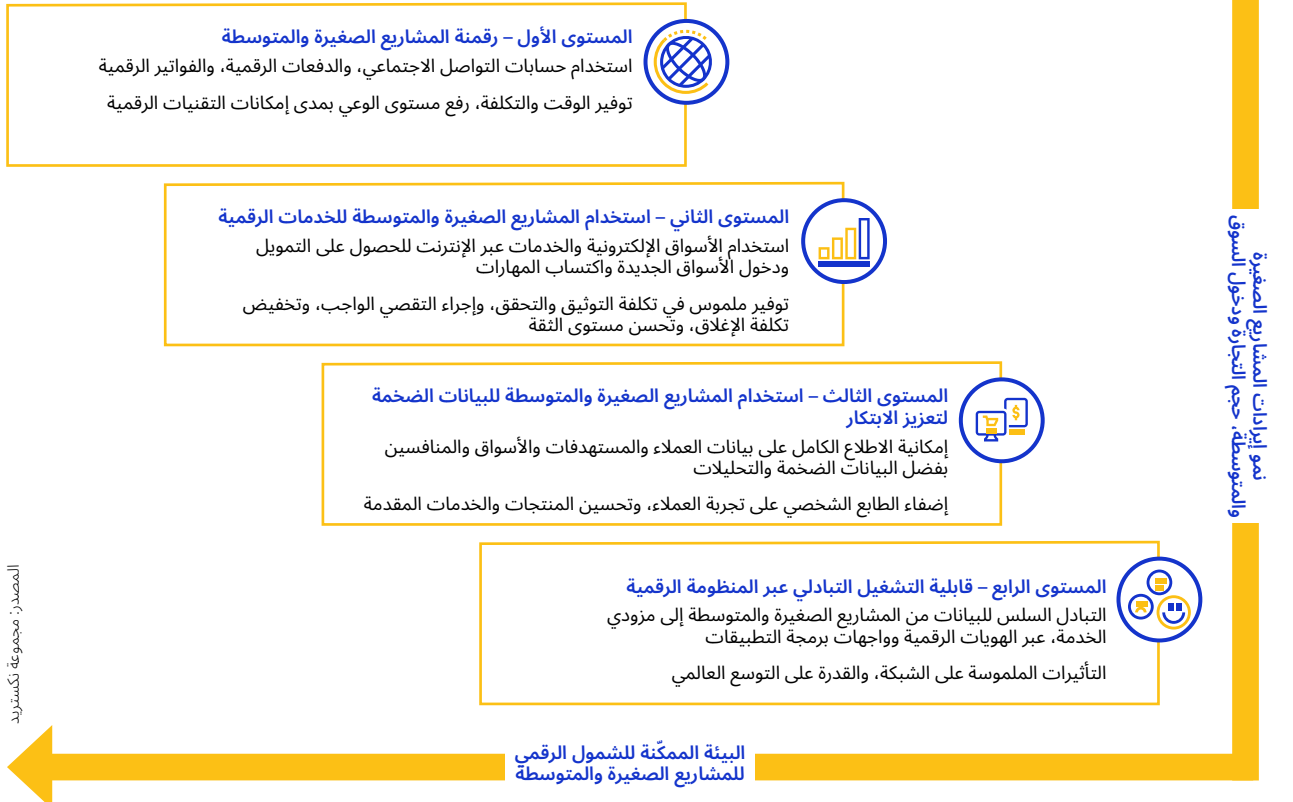 المستوى الأول – رقمنة المشاريع الصغيرة والمتوسطة
استخدام حسابات التواصل الاجتماعي، والدفعات الرقمية، والفواتير الرقمية
توفير الوقت والتكلفة، رفع مستوى الوعي بمدى إمكانات التقنيات الرقمية
المستوى الثاني – استخدام المشاريع الصغيرة والمتوسطة للخدمات الرقمية
استخدام الأسواق الإلكترونية والخدمات عبر الإنترنت للحصول على التمويل
ودخول الأسواق الجديدة واكتساب المهارات
توفير ملموس في تكلفة التوثيق والتحقق، وإجراء التقصي الواجب، وتخفيض
تكلفة الإغلاق، وتحسن مستوى الثقة
المستوى الثالث – استخدام المشاريع الصغيرة والمتوسطة للبيانات الضخمة
لتعزيز الابتكار
إمكانية الاطلاع الكامل على بيانات العملاء والمستهدفات والأسواق والمنافسين
بفضل البيانات الضخمة والتحليلات
إضفاء الطابع الشخصي على تجربة العملاء، وتحسين المنتجات والخدمات المقدمة
المستوى الرابع – قابلية التشغيل التبادلي عبر المنظومة الرقمية
التبادل السلس للبيانات من المشاريع الصغيرة والمتوسطة إلى مزودي
الخدمة، عبر الهويات الرقمية وواجهات برمجة التطبيقات
التأثيرات الملموسة على الشبكة، والقدرة على التوسع العالمي
نمو إيرادات المشاريع الصغيرة
والمتوسطة، حجم التجارة ودخول السوق
البيئة الممكّنة للشمول الرقمي
للمشاريع الصغيرة والمتوسطة
المصدر: مجموعة نكستريد